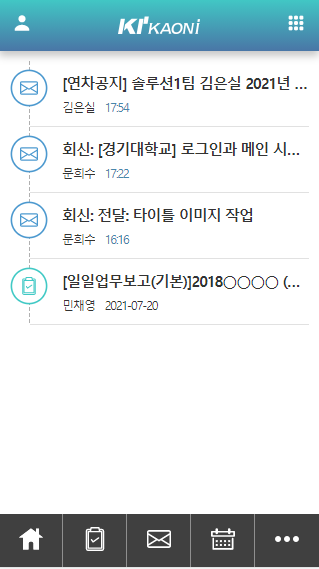 KAONI
[연차공지] 솔루션1팀 김은실 2021년 ...
김은실 17:54
회신: [경기대학교] 로그인과 메인 시...
문희수 17:22
회신: 전달: 타이틀 이미지 작업
문희수 16:16
[일일업무보고(기본)]2018○○○○ (...
민채영 2021-07-20